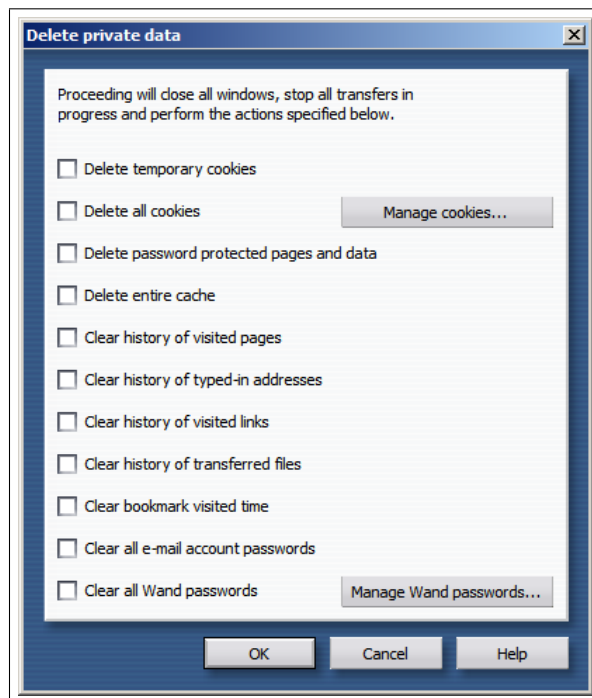 Delete private data
Proceeding will close all windows, stop all transfers in
progress and perform the actions specified below.
Delete temporary cookies
Delete all cookies
Manage cookies...
Delete password protected pages and data
Delete entire cache
Clear history of visited pages
Clear history of typed-in addresses
Clear history of visited links
Clear history of transferred files
Clear bookmark visited time
Clear all e-mail account passwords
Clear all Wand passwords
Manage Wand passwords...
OK
Cancel
Help